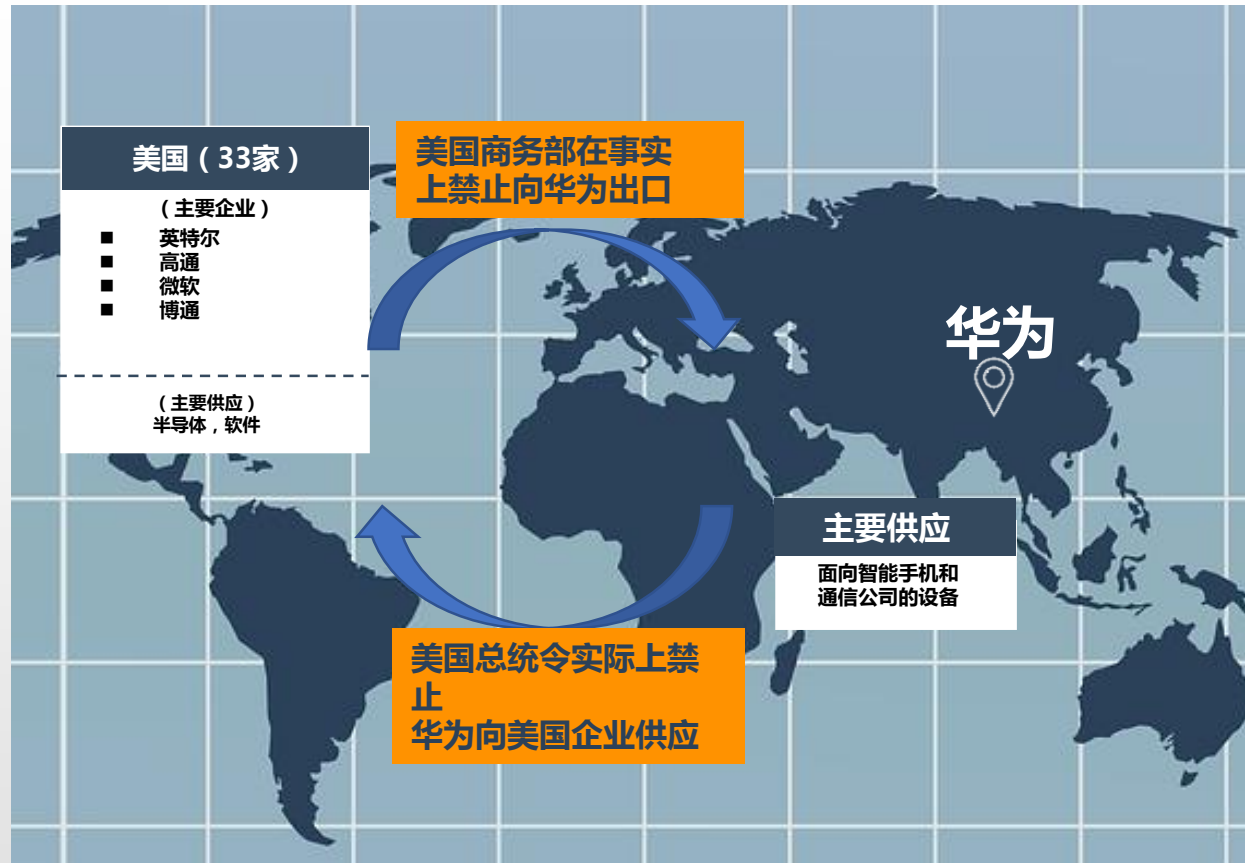 美国（33家）
（主要企业）
■ 英特尔
■ 高通
■ 微软
■ 博通
（主要供应）
半导体，软件
美国商务部在事实
上禁止向华为出口
华为
主要供应
面向智能手机和
通信公司的设备
美国总统令实际上禁
止
华为向美国企业供应